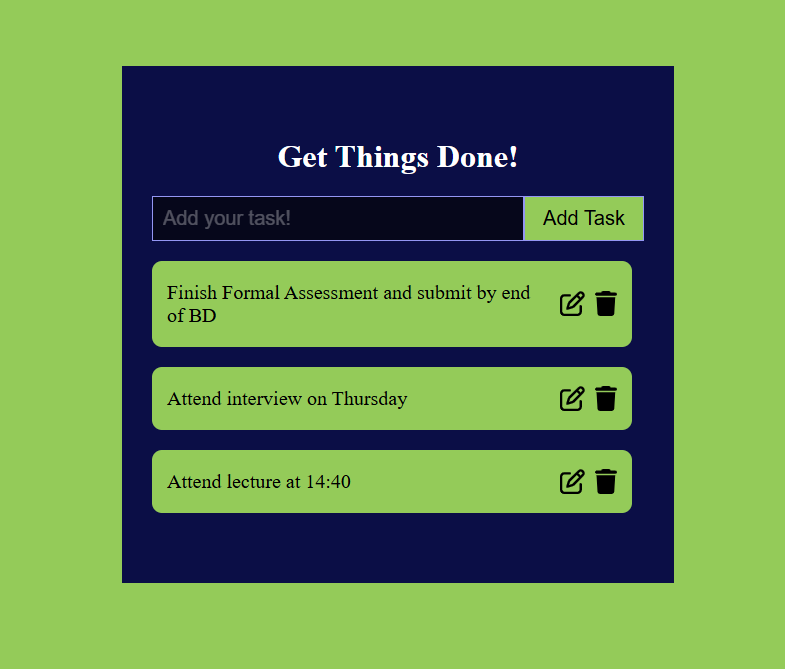 Get Things Done!
Add your task!
Add Task
Finish Formal Assessment and submit by end
of BD
Attend interview on Thursday
Attend lecture at 14:40